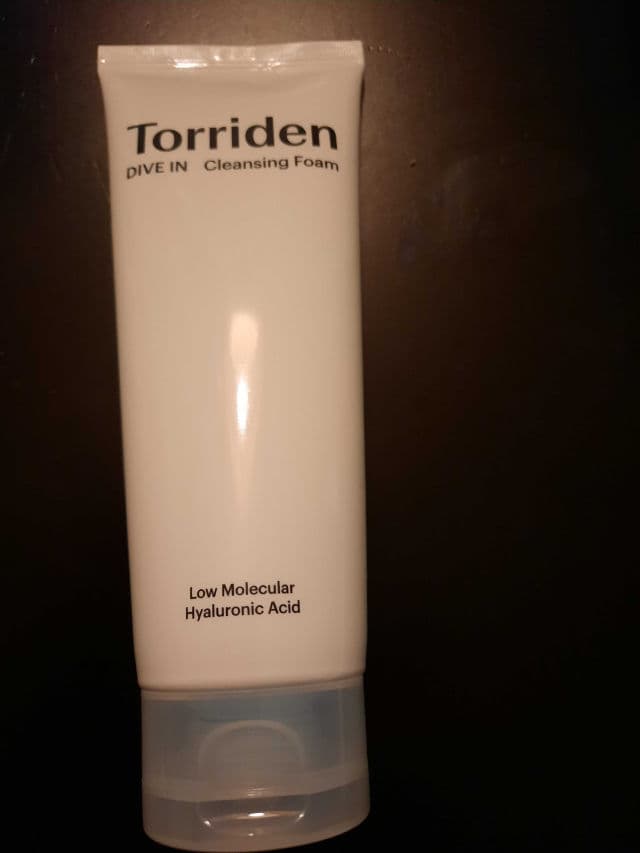 Torriden
DIVE IN Cleansing Foam
Low Molecular
Hyaluronic Acid